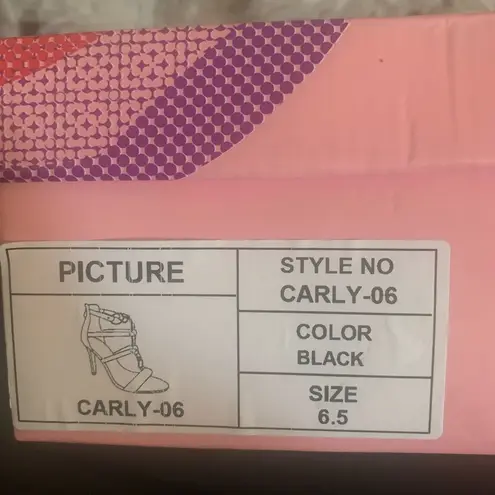 PICTURE
CARLY-06
STYLE NO
CARLY-06
COLOR
BLACK
SIZE
6.5